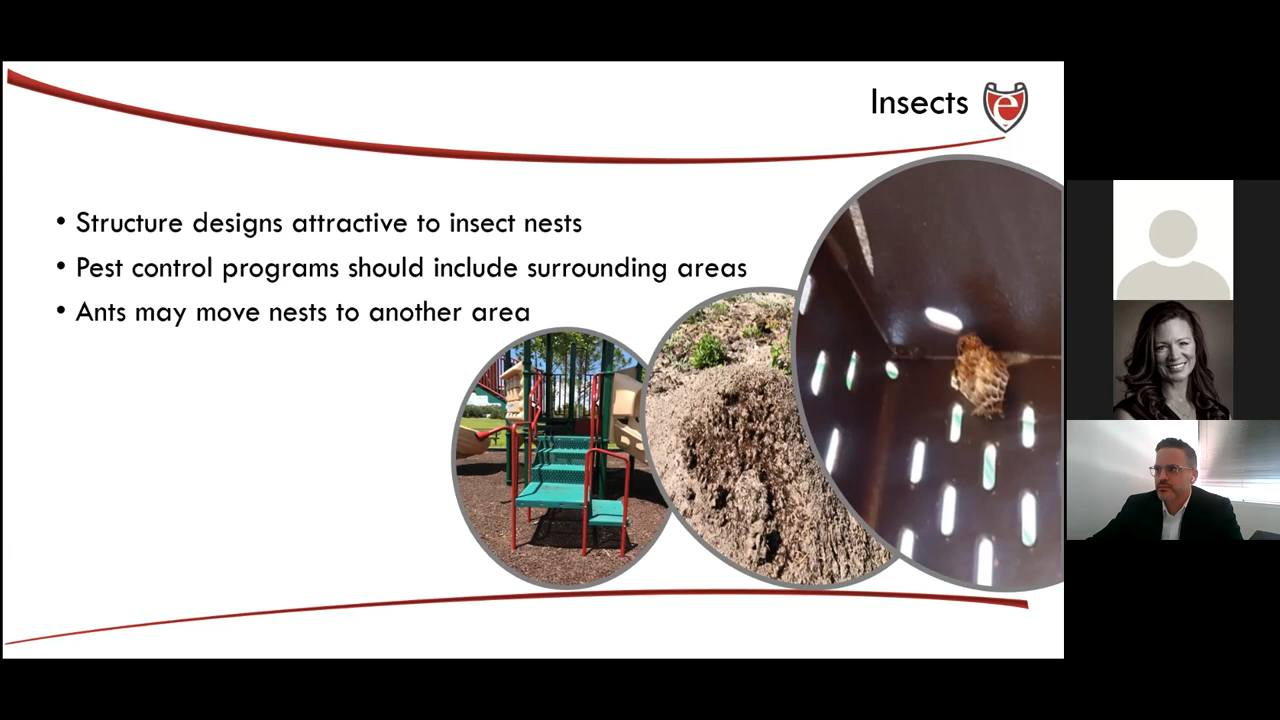 Insects
e
• Structure designs attractive to insect nests
• Pest control programs should include surrounding areas
• Ants may move nests to another area